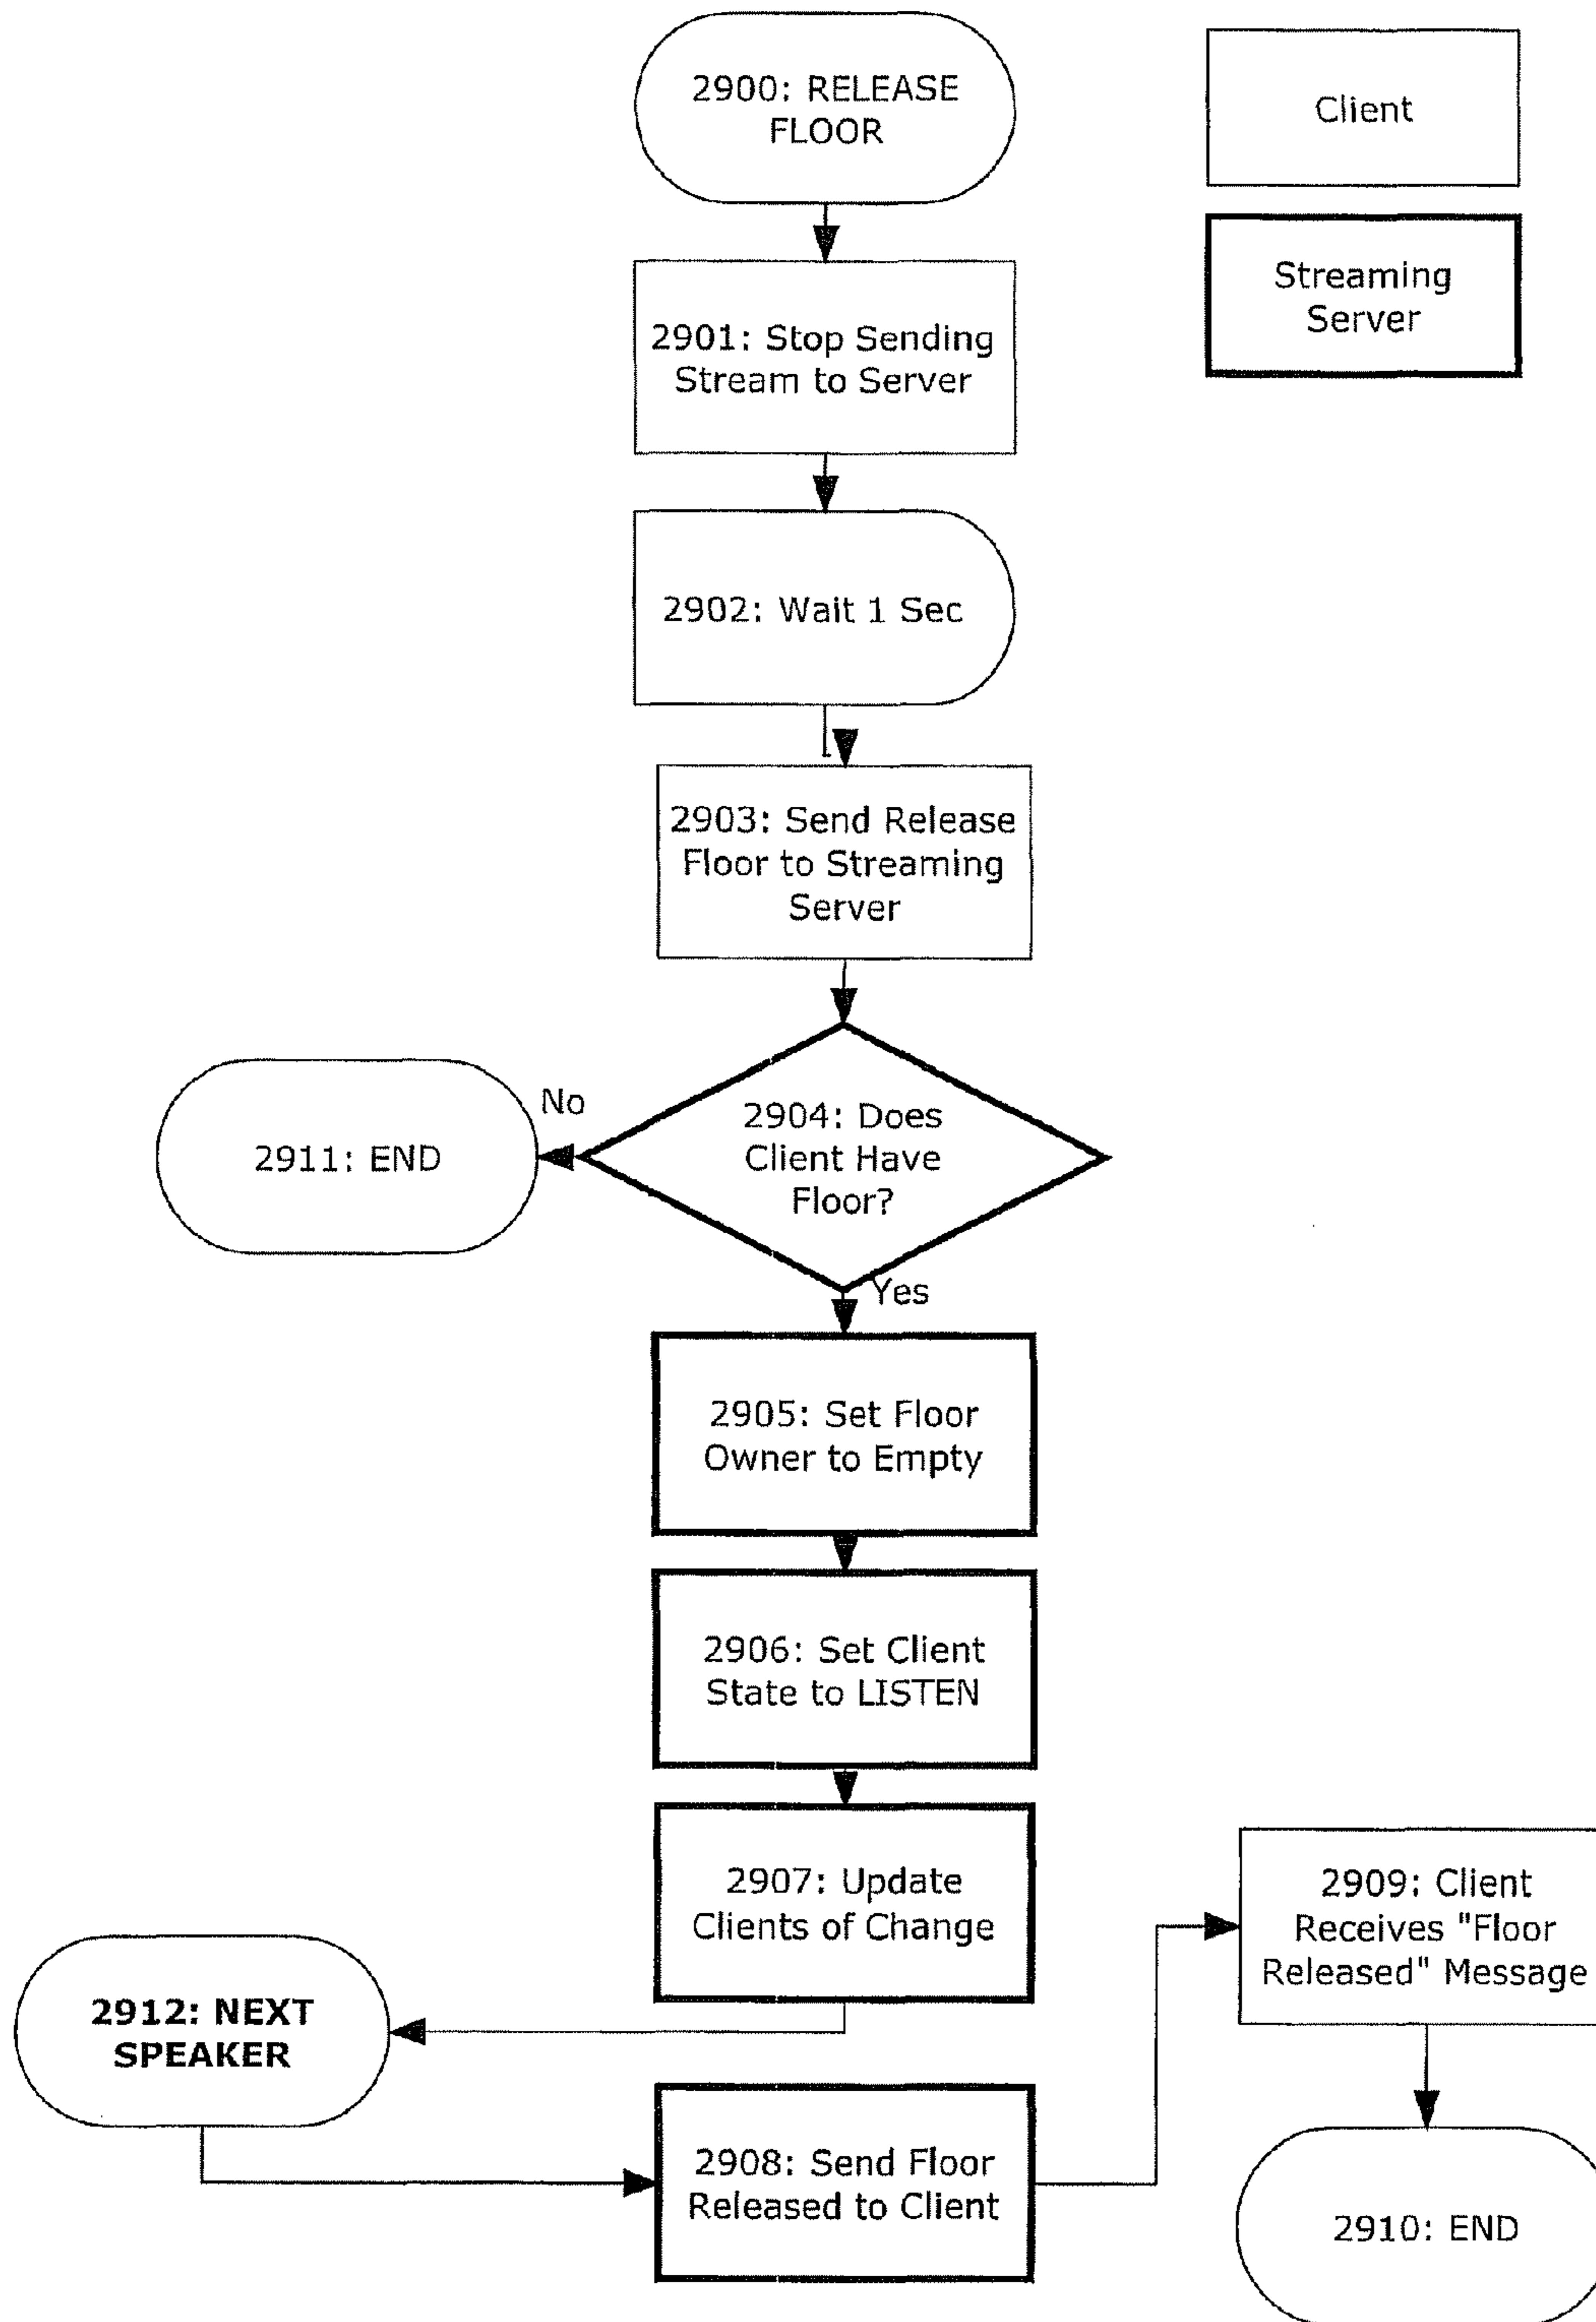 2900: RELEASE
FLOOR
Client
Streaming
Server
2901: Stop Sending
Stream to Server
2902: Wait 1 Sec
2903: Send Release
Floor to Streaming
Server
2904: Does
Client Have
Floor?
No
2911: END
Yes
2905: Set Floor
Owner to Empty
2906: Set Client
State to LISTEN
2907: Update
Clients of Change
2912: NEXT
SPEAKER
2908: Send Floor
Released to Client
2909: Client
Receives "Floor
Released" Message
2910: END